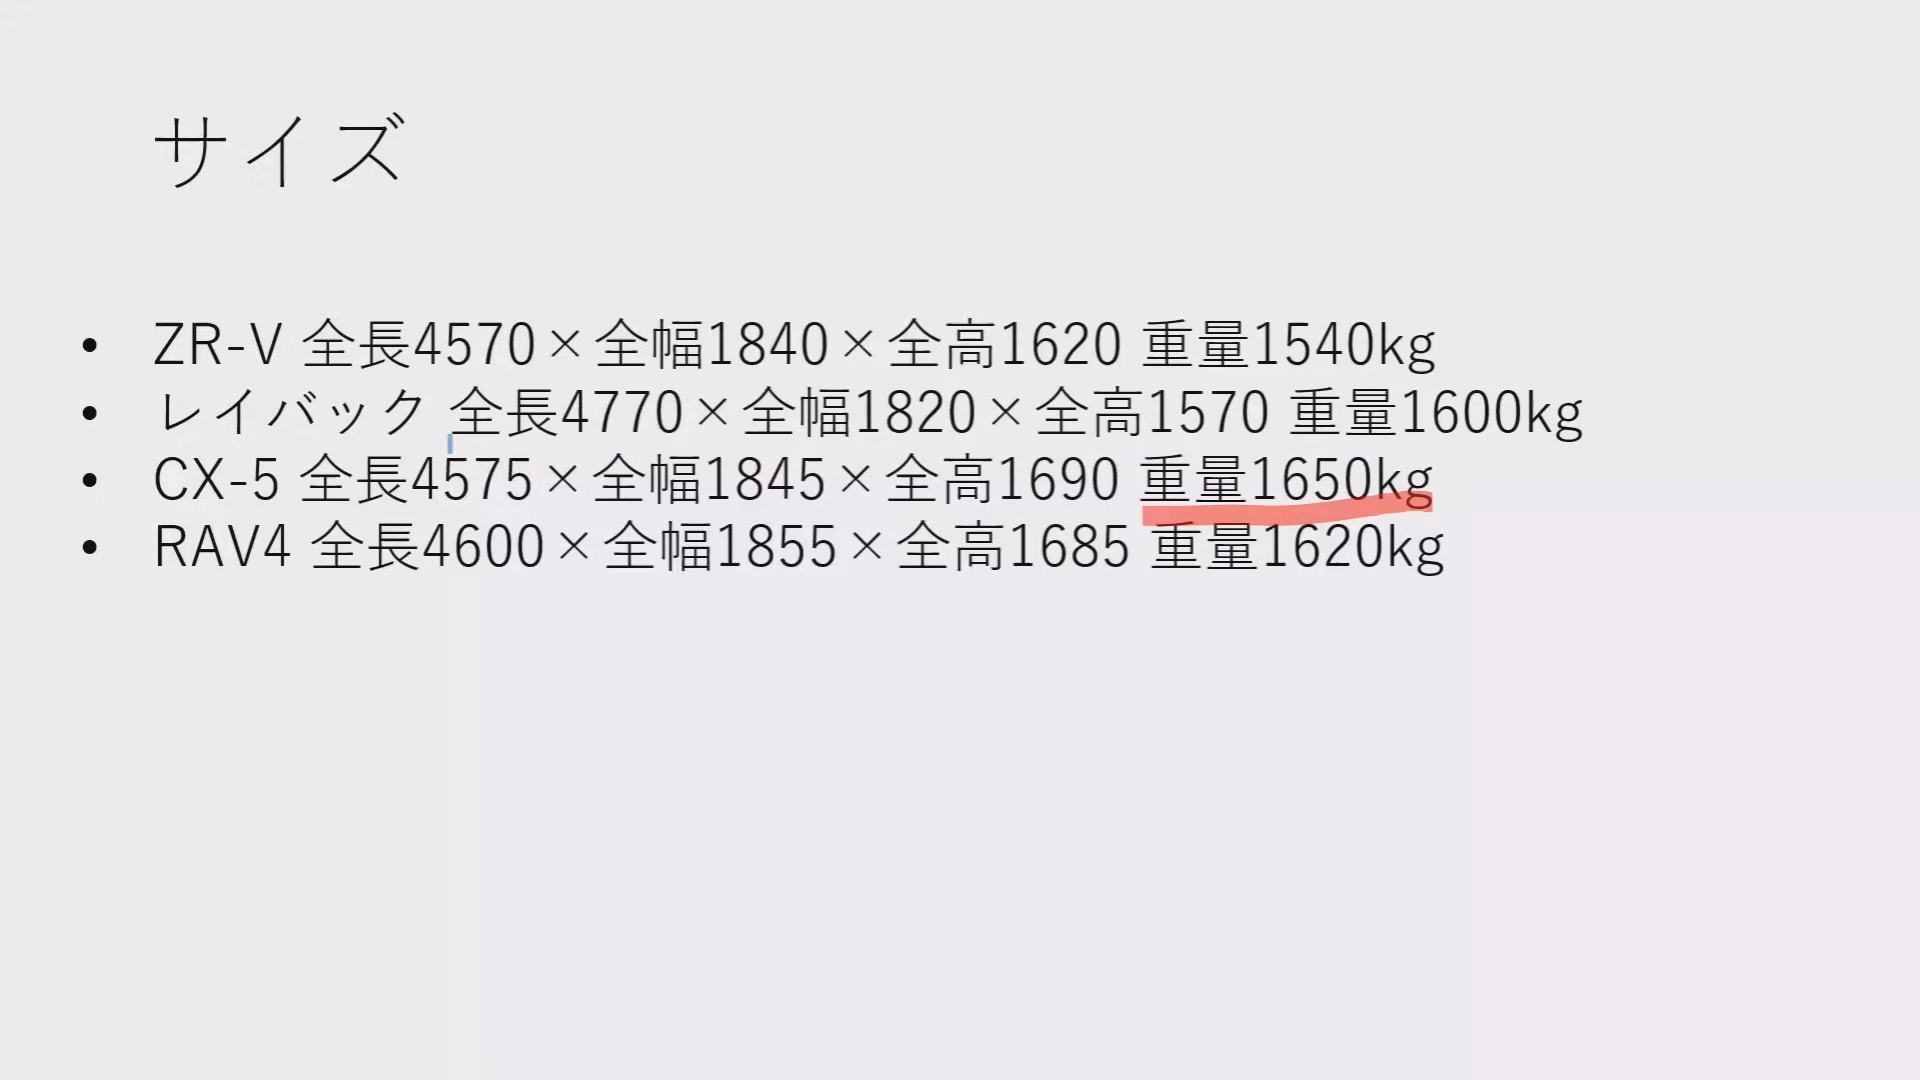 サイズ
• ZR-V 全長4570×全幅1840×全高1620 重量1540kg
• レイバック 全長4770×全幅1820×全高1570 重量1600kg
• CX-5 全長4575×全幅1845×全高1690 重量1650kg
• RAV4 全長4600×全幅1855×全高1685 重量1620kg